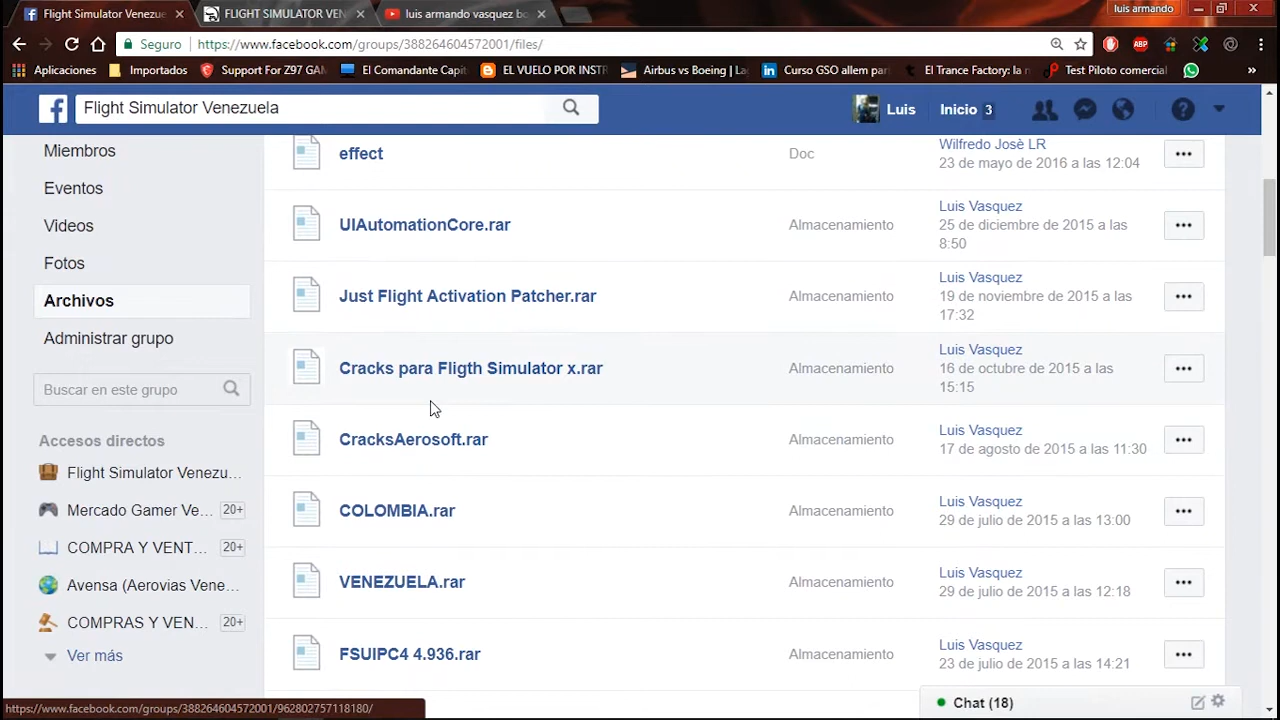 Flight Simulator Venezue
FLIGHT SIMULATOR VEN
luis armando vasquez bo
luis armando
Seguro
https://www.facebook.com/groups/388264604572001/files/
ABP
Aplicaciones
Importados
Support For Z97 GAM
El Comandante Capit
EL VUELO POR INSTR
Airbus vs Boeing | La
Curso GSO allem par
El Trance Factory: la n
Test Piloto comercial
»
Flight Simulator Venezuela
Luis
Inicio 3
Miembros
Eventos
Videos
Fotos
Archivos
Administrar grupo
Buscar en este grupo
Accesos directos
Flight Simulator Venezu...
Mercado Gamer Ve... 20+
COMPRA Y VENT... 20+
Avensa (Aerovias Vene...
COMPRAS Y VEN... 20+
Ver más
effect
Doc
Wilfredo Josè LR
23 de mayo de 2016 a las 12:04
UIAutomationCore.rar
Almacenamiento
Luis Vasquez
25 de diciembre de 2015 a las
8:50
Just Flight Activation Patcher.rar
Almacenamiento
Luis Vasquez
19 de noviembre de 2015 a las
17:32
Cracks para Fligth Simulator x.rar
Almacenamiento
Luis Vasquez
16 de octubre de 2015 a las
15:15
CracksAerosoft.rar
Almacenamiento
Luis Vasquez
17 de agosto de 2015 a las 11:30
COLOMBIA.rar
Almacenamiento
Luis Vasquez
29 de julio de 2015 a las 13:00
VENEZUELA.rar
Almacenamiento
Luis Vasquez
29 de julio de 2015 a las 12:18
FSUIPC4 4.936.rar
Almacenamiento
Luis Vasquez
23 de julio de 2015 a las 14:21
Chat (18)
https://www.facebook.com/groups/388264604572001/962802757118180/